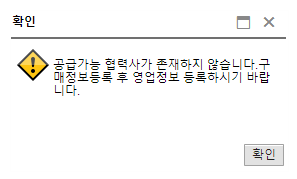 확인
공급가능 협력사가 존재하지 않습니다.구
매정보등록 후 영업정보 등록하시기 바랍
니다.
확인